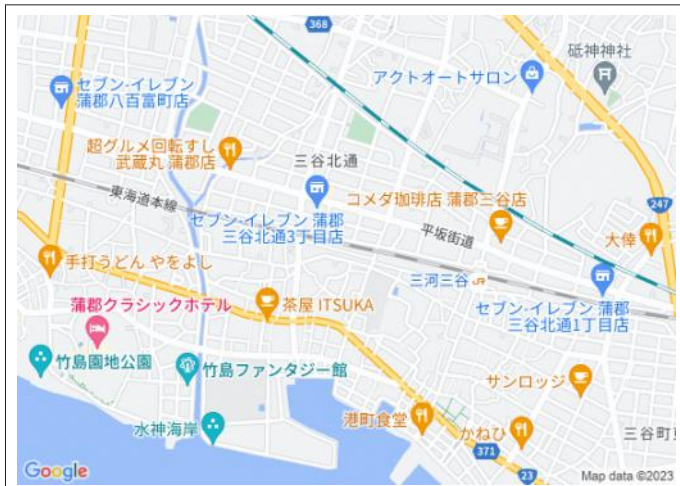 368
砥神神社
アクトオートサロン
セブン-イレブン
蒲郡八百富町店
超グルメ回転すし
武蔵丸 蒲郡店
三谷北通
東海道本線
セブン-イレブン 蒲郡
三谷北通3丁目店
コメダ珈琲店 蒲郡三谷店
平坂街道
247
大倖
手打うどん やをよし
三河三谷
セブン-イレブン 蒲郡
三谷北通1丁目店
蒲郡クラシックホテル
茶屋 ITSUKA
竹島園地公園
竹島ファンタジー館
サンロッジ
水神海岸
港町食堂
かねひ
三谷町東
371
23
Google
Map data ©2023